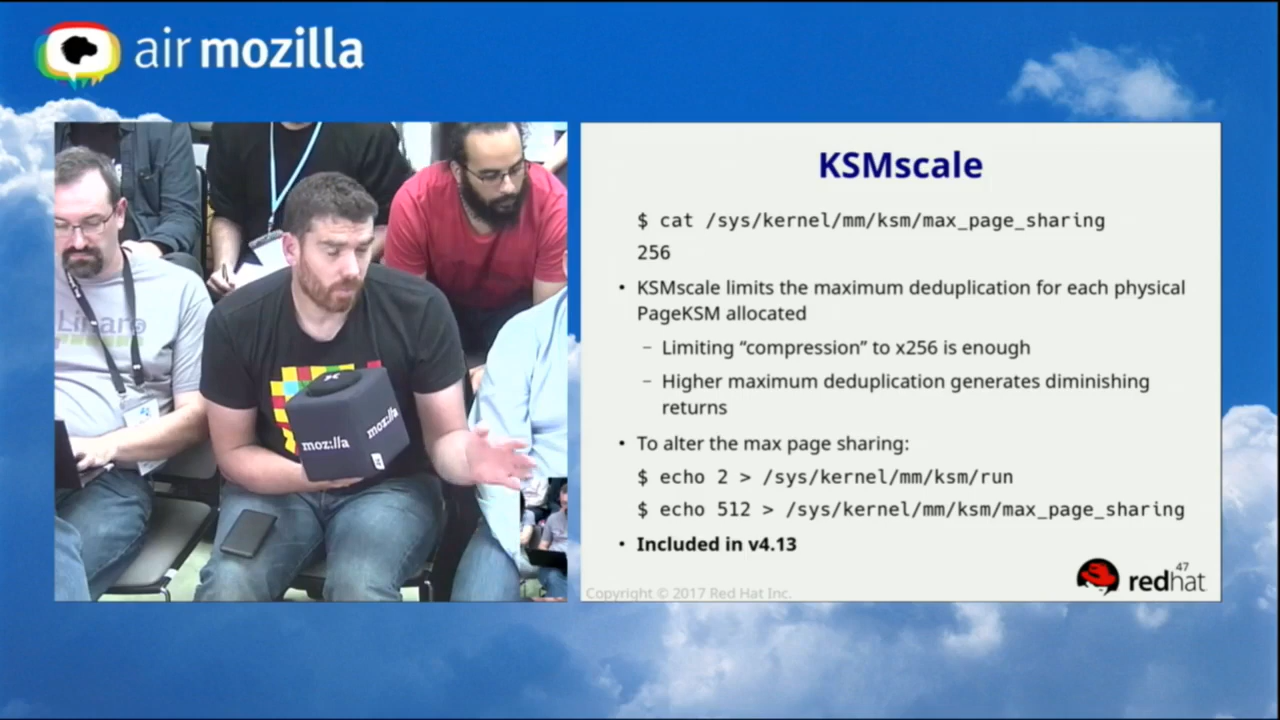 air mozilla
Linaro
moz://a
moz://a
KSMscale
$ cat /sys/kernel/mm/ksm/max_page_sharing
256
• KSMscale limits the maximum deduplication for each physical
PageKSM allocated
– Limiting “compression” to x256 is enough
– Higher maximum deduplication generates diminishing
returns
• To alter the max page sharing:
$ echo 2 > /sys/kernel/mm/ksm/run
$ echo 512 > /sys/kernel/mm/ksm/max_page_sharing
• Included in v4.13
47
redhat
Copyright © 2017 Red Hat Inc.